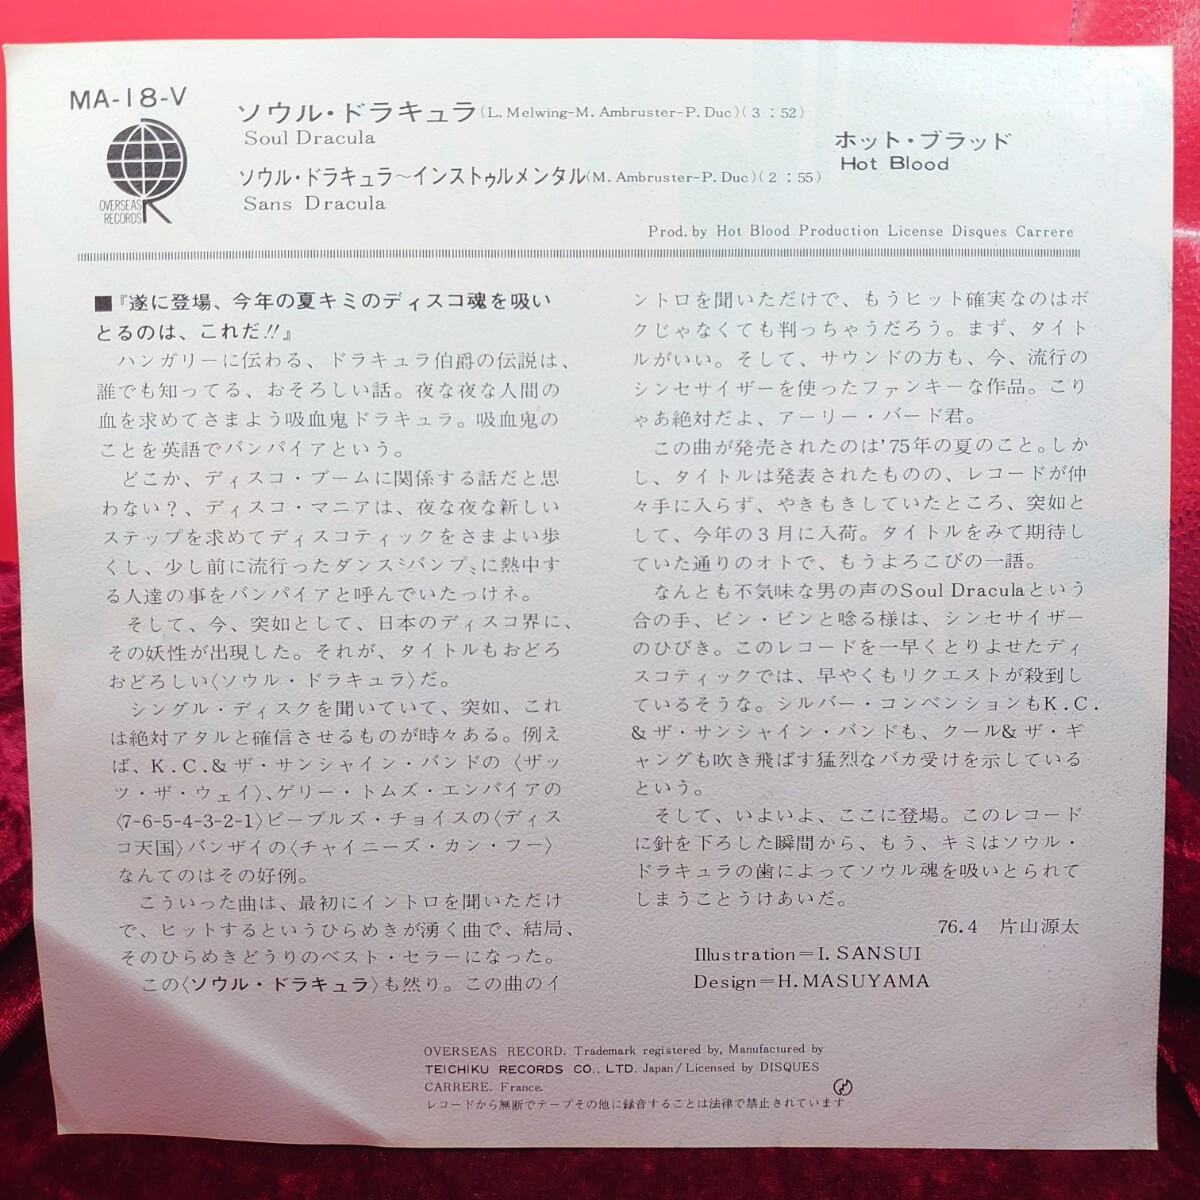 MA-18-V
OVERSEAS
RECORDS
ソウル・ドラキュラ(L. Melwing-M. Ambruster-P. Duc)(3：52)
Soul Dracula
ソウル・ドラキュラ～インストゥルメンタル(M. Ambruster-P. Duc)(2：55)
Sans Dracula
ホット・ブラッド
Hot Blood
Prod. by Hot Blood Production License Disques Carrere
■『遂に登場、今年の夏キミのディスコ魂を吸い
とるのは、これだ!!』
ハンガリーに伝わる、ドラキュラ伯爵の伝説は、
誰でも知ってる、おそろしい話。夜な夜な人間の
血を求めてさまよう吸血鬼ドラキュラ。吸血鬼の
ことを英語でバンパイアという。
どこか、ディスコ・ブームに関係する話だと思
わない？、ディスコ・マニアは、夜な夜な新しい
ステップを求めてディスコティックをさまよい歩
くし、少し前に流行ったダンス〝バンプ〟に熱中す
る人達の事をバンパイアと呼んでいたっけネ。
そして、今、突如として、日本のディスコ界に、
その妖性が出現した。それが、タイトルもおどろ
おどろしい〈ソウル・ドラキュラ〉だ。
シングル・ディスクを聞いていて、突如、これ
は絶対アタルと確信させるものが時々ある。例え
ば、K.C.&ザ・サンシャイン・バンドの〈ザッ
ツ・ザ・ウェイ〉、ゲリー・トムズ・エンパイアの
〈7-6-5-4-3-2-1〉ピープルズ・チョイスの〈ディス
コ天国〉バンザイの〈チャイニーズ・カン・フー〉
なんてのはその好例。
こういった曲は、最初にイントロを聞いただけ
で、ヒットするというひらめきが湧く曲で、結局、
そのひらめきどうりのベスト・セラーになった。
この〈ソウル・ドラキュラ〉も然り。この曲のイ
ントロを聞いただけで、もうヒット確実なのはボ
クじゃなくても判っちゃうだろう。まず、タイト
ルがいい。そして、サウンドの方も、今、流行の
シンセサイザーを使ったファンキーな作品。こり
ゃあ絶対だよ、アーリー・バード君。
この曲が発売されたのは'75年の夏のこと。しか
し、タイトルは発表されたものの、レコードが仲
々手に入らず、やきもきしていたところ、突如と
して、今年の3月に入荷。タイトルをみて期待し
ていた通りのオトで、もうよろこびの一語。
なんとも不気味な男の声のSoul Draculaという
合の手、ビン・ビンと唸る様は、シンセサイザー
のひびき。このレコードを一早くとりよせたディ
スコティックでは、早やくもリクエストが殺到し
ているそうな。シルバー・コンベンションもK.C.
&ザ・サンシャイン・バンドも、クール&ザ・ギ
ャングも吹き飛ばす猛烈なバカ受けを示している
という。
そして、いよいよ、ここに登場。このレコード
に針を下ろした瞬間から、もう、キミはソウル・
ドラキュラの歯によってソウル魂を吸いとられて
しまうことうけあいだ。
76.4　片山源太
Illustration＝I. SANSUI
Design＝H. MASUYAMA
OVERSEAS RECORD. Trademark registered by, Manufactured by
TEICHIKU RECORDS CO., LTD. Japan/Licensed by DISQUES
CARRERE. France.
レコードから無断でテープその他に録音することは法律で禁止されています